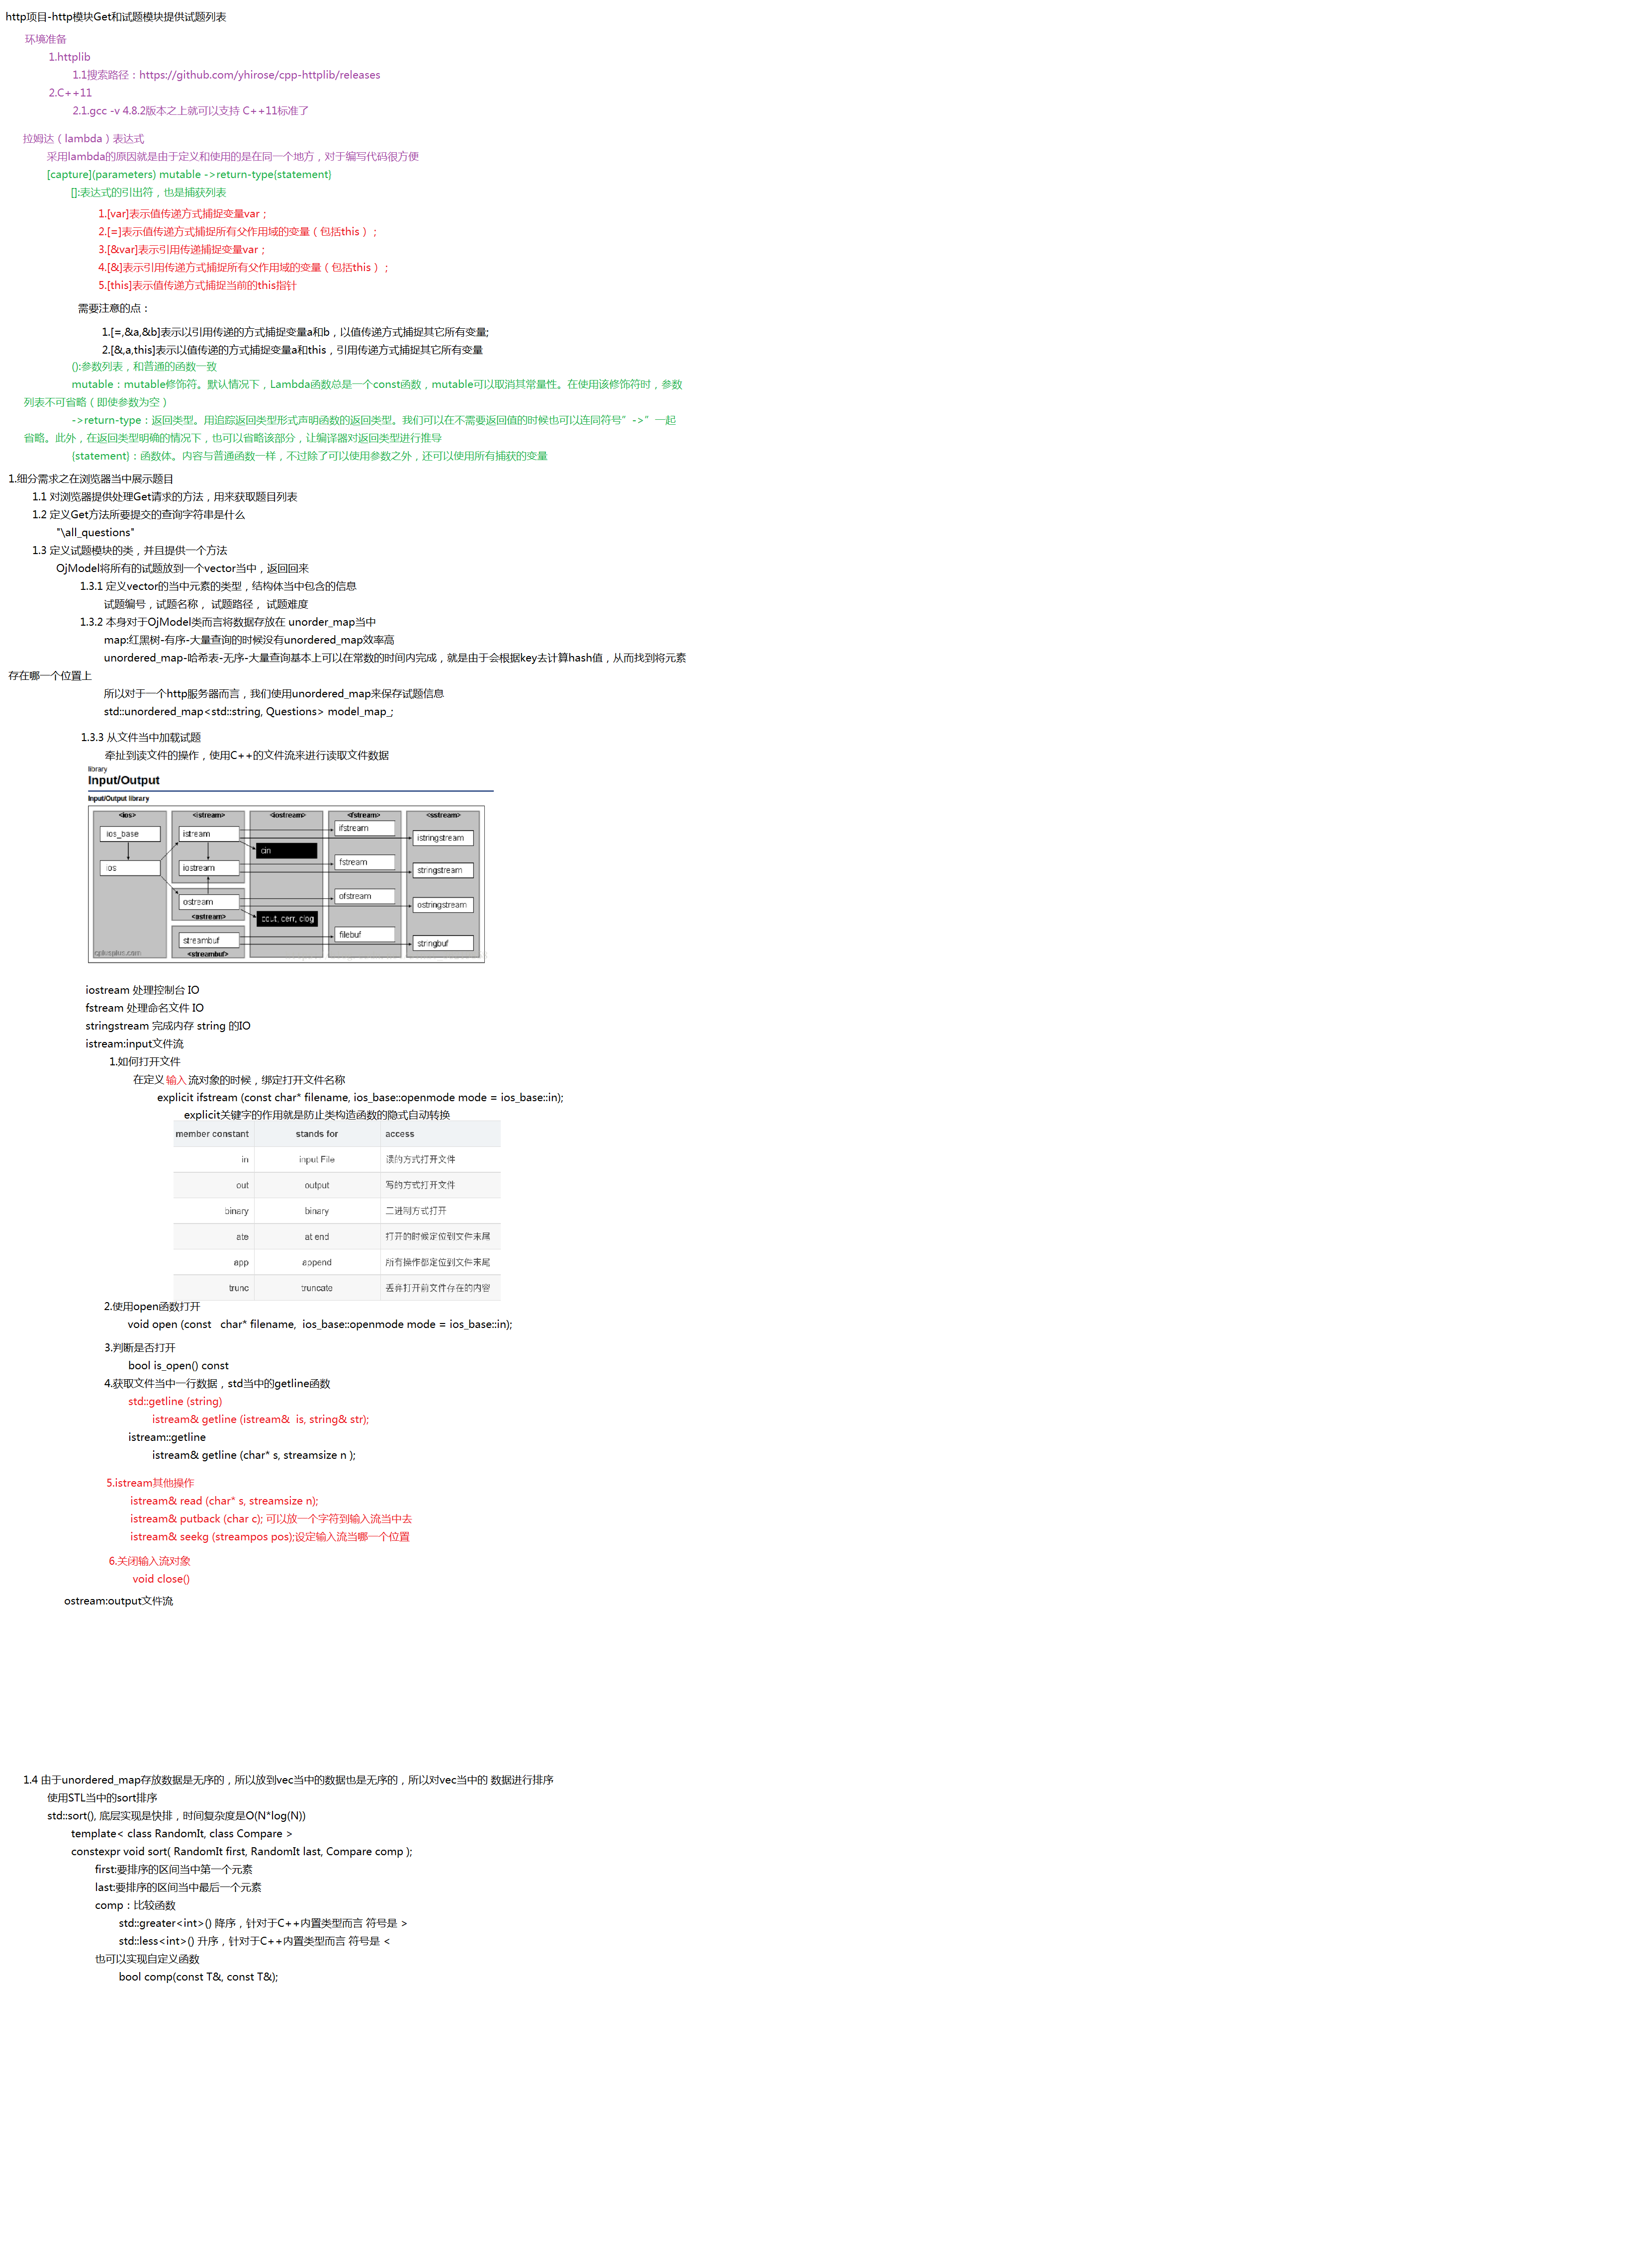 http项目-http模块Get和试题模块提供试题列表
环境准备
1.httplib
1.1搜索路径：https://github.com/yhirose/cpp-httplib/releases
2.C++11
2.1.gcc -v 4.8.2版本之上就可以支持 C++11标准了
拉姆达（lambda）表达式
采用lambda的原因就是由于定义和使用的是在同一个地方，对于编写代码很方便
[capture](parameters) mutable ->return-type{statement}
[]:表达式的引出符，也是捕获列表
1.[var]表示值传递方式捕捉变量var；
2.[=]表示值传递方式捕捉所有父作用域的变量（包括this）；
3.[&var]表示引用传递捕捉变量var；
4.[&]表示引用传递方式捕捉所有父作用域的变量（包括this）；
5.[this]表示值传递方式捕捉当前的this指针
需要注意的点：
1.[=,&a,&b]表示以引用传递的方式捕捉变量a和b，以值传递方式捕捉其它所有变量;
2.[&,a,this]表示以值传递的方式捕捉变量a和this，引用传递方式捕捉其它所有变量
():参数列表，和普通的函数一致
mutable：mutable修饰符。默认情况下，Lambda函数总是一个const函数，mutable可以取消其常量性。在使用该修饰符时，参数
列表不可省略（即使参数为空）
->return-type：返回类型。用追踪返回类型形式声明函数的返回类型。我们可以在不需要返回值的时候也可以连同符号”->”一起
省略。此外，在返回类型明确的情况下，也可以省略该部分，让编译器对返回类型进行推导
{statement}：函数体。内容与普通函数一样，不过除了可以使用参数之外，还可以使用所有捕获的变量
1.细分需求之在浏览器当中展示题目
1.1 对浏览器提供处理Get请求的方法，用来获取题目列表
1.2 定义Get方法所要提交的查询字符串是什么
"\all_questions"
1.3 定义试题模块的类，并且提供一个方法
OjModel将所有的试题放到一个vector当中，返回回来
1.3.1 定义vector的当中元素的类型，结构体当中包含的信息
试题编号，试题名称， 试题路径， 试题难度
1.3.2 本身对于OjModel类而言将数据存放在 unorder_map当中
map:红黑树-有序-大量查询的时候没有unordered_map效率高
unordered_map-哈希表-无序-大量查询基本上可以在常数的时间内完成，就是由于会根据key去计算hash值，从而找到将元素
存在哪一个位置上
所以对于一个http服务器而言，我们使用unordered_map来保存试题信息
std::unordered_map<std::string, Questions> model_map_;
1.3.3 从文件当中加载试题
牵扯到读文件的操作，使用C++的文件流来进行读取文件数据
library
Input/Output
Input/Output library
<ios> <istream> <iostream> <fstream> <sstream>
ios_base istream ifstream istringstream
cin
ios iostream fstream stringstream
ostream ofstream ostringstream
<ostream> cout, cerr, clog
streambuf filebuf stringbuf
cplusplus.com <streambuf>
iostream 处理控制台 IO
fstream 处理命名文件 IO
stringstream 完成内存 string 的IO
istream:input文件流
1.如何打开文件
在定义 输入 流对象的时候，绑定打开文件名称
explicit ifstream (const char* filename, ios_base::openmode mode = ios_base::in);
explicit关键字的作用就是防止类构造函数的隐式自动转换
member constant stands for access
in input File 读的方式打开文件
out output 写的方式打开文件
binary binary 二进制方式打开
ate at end 打开的时候定位到文件末尾
app append 所有操作都定位到文件末尾
trunc truncate 丢弃打开前文件存在的内容
2.使用open函数打开
void open (const char* filename, ios_base::openmode mode = ios_base::in);
3.判断是否打开
bool is_open() const
4.获取文件当中一行数据，std当中的getline函数
std::getline (string)
istream& getline (istream& is, string& str);
istream::getline
istream& getline (char* s, streamsize n );
5.istream其他操作
istream& read (char* s, streamsize n);
istream& putback (char c); 可以放一个字符到输入流当中去
istream& seekg (streampos pos);设定输入流当哪一个位置
6.关闭输入流对象
void close()
ostream:output文件流
1.4 由于unordered_map存放数据是无序的，所以放到vec当中的数据也是无序的，所以对vec当中的 数据进行排序
使用STL当中的sort排序
std::sort(), 底层实现是快排，时间复杂度是O(N*log(N))
template< class RandomIt, class Compare >
constexpr void sort( RandomIt first, RandomIt last, Compare comp );
first:要排序的区间当中第一个元素
last:要排序的区间当中最后一个元素
comp：比较函数
std::greater<int>() 降序，针对于C++内置类型而言 符号是 >
std::less<int>() 升序，针对于C++内置类型而言 符号是 <
也可以实现自定义函数
bool comp(const T&, const T&);